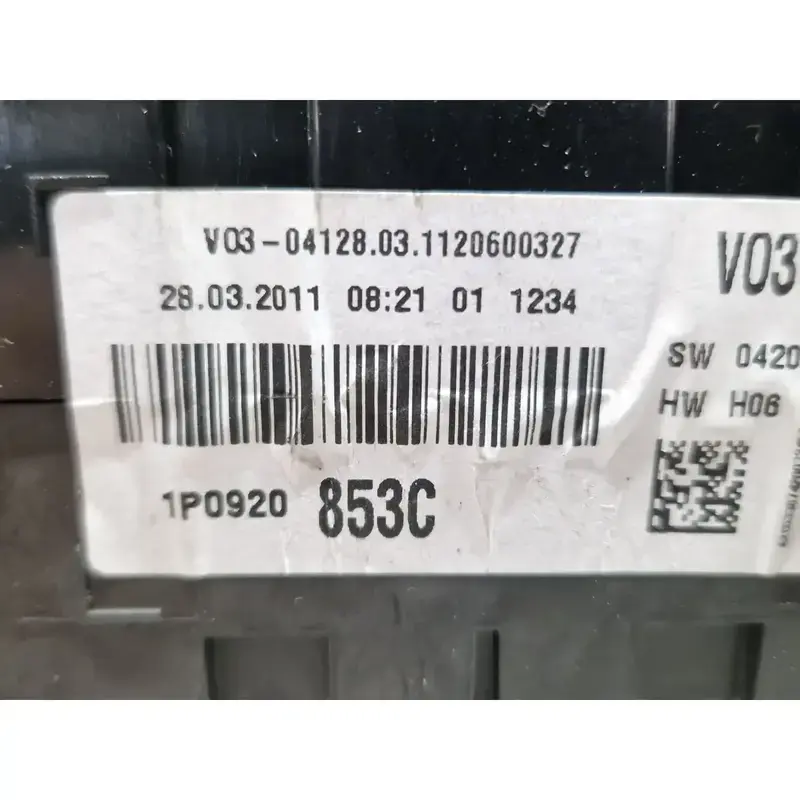 V03-04128.03.1120600327
28.03.2011 08:21 01 1234
1P0920 853C
V03
SW 0420
HW H06